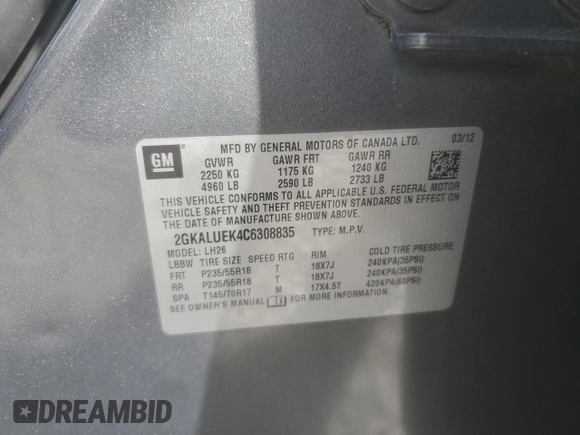 GM
MFD BY GENERAL MOTORS OF CANADA LTD. 03/12
GVWR GAWR FRT GAWR RR
2250 KG 1175 KG 1240 KG
4960 LB 2590 LB 2733 LB
THIS VEHICLE CONFORMS TO ALL APPLICABLE U.S. FEDERAL MOTOR
VEHICLE SAFETY AND THEFT PREVENTION STANDARDS IN EFFECT ON
THE DATE OF MANUFACTURE SHOWN ABOVE.
2GKALUEK4C6308835 TYPE: M.P.V.
MODEL: LH26
LBBW TIRE SIZE SPEED RTG RIM COLD TIRE PRESSURE
FRT P235/55R18 T 18X7J 240KPA(35PSI)
RR P235/55R18 T 18X7J 240KPA(35PSI)
SPA T145/70R17 M 17X4.5T 420KPA(60PSI)
SEE OWNER'S MANUAL FOR MORE INFORMATION.
DREAMBID